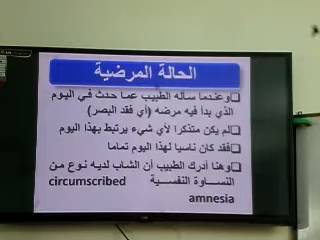 الحالة المرضية
وعندما سأله الطبيب عما حدث في اليوم
الذي بدأ فيه مرضه (أي فقد البصر)
لم يكن متذكرا لأي شيء يرتبط بهذا اليوم
فقد كان ناسيا لهذا اليوم تماما
وهنا أدرك الطبيب أن الشاب لديه نوع من
النساوة النفسية circumscribed
amnesia